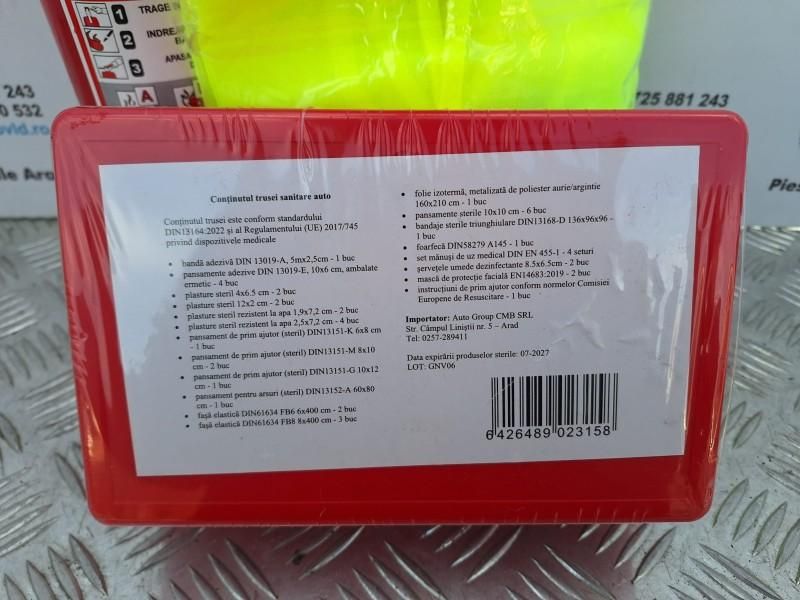 1 TRAGE
2
3 APASA
A
243
532
ovid.ro
725 881 243
Conținutul trusei sanitare auto
Conținutul trusei este conform standardului
DIN13164:2022 și al Regulamentului (UE) 2017/745
privind dispozitivele medicale
• bandă adezivă DIN 13019-A, 5mx2,5cm - 1 buc
• pansamente adezive DIN 13019-E, 10x6 cm, ambalate
ermetic - 4 buc
• plasture steril 4x6.5 cm - 2 buc
• plasture steril 12x2 cm - 2 buc
• plasture steril rezistent la apa 1,9x7,2 cm - 2 buc
• plasture steril rezistent la apa 2,5x7,2 cm - 4 buc
• pansament de prim ajutor (steril) DIN13151-K 6x8 cm
- 1 buc
• pansament de prim ajutor (steril) DIN13151-M 8x10
cm - 2 buc
• pansament de prim ajutor (steril) DIN13151-G 10x12
cm - 1 buc
• pansament pentru arsuri (steril) DIN13152-A 60x80
cm - 1 buc
• fașă elastică DIN61634 FB6 6x400 cm - 2 buc
• fașă elastică DIN61634 FB8 8x400 cm - 3 buc
• folie izotermă, metalizată de poliester aurie/argintie
160x210 cm - 1 buc
• pansamente sterile 10x10 cm - 6 buc
• bandaje sterile triunghiulare DIN13168-D 136x96x96 -
1 buc
• foarfecă DIN58279 A145 - 1 buc
• set mănuși de uz medical DIN EN 455-1 - 4 seturi
• șervețele umede dezinfectante 8.5x6.5cm - 2 buc
• mască de protecție facială EN14683:2019 - 2 buc
• instrucțiuni de prim ajutor conform normelor Comisiei
Europene de Resuscitare - 1 buc
Importator: Auto Group CMB SRL
Str. Câmpul Liniștii nr. 5 – Arad
Tel: 0257-289411
Data expirării produselor sterile: 07-2027
LOT: GNV06
6 426489 023158